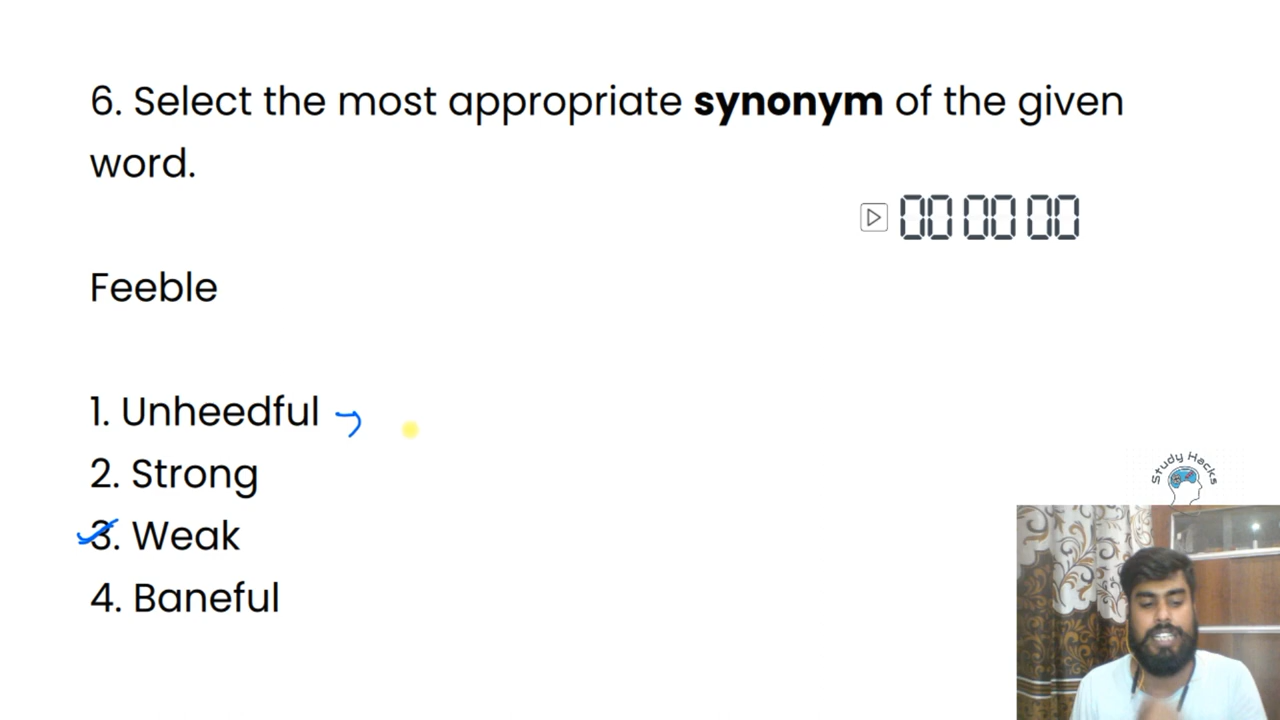 6. Select the most appropriate synonym of the given
word.
00 00 00
Feeble
1. Unheedful
2. Strong
3. Weak
4. Baneful
Study Hacks